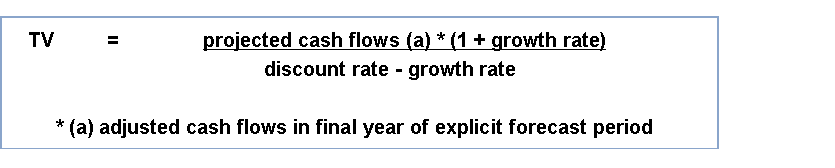 TV = projected cash flows (a) * (1 + growth rate)
discount rate - growth rate
* (a) adjusted cash flows in final year of explicit forecast period